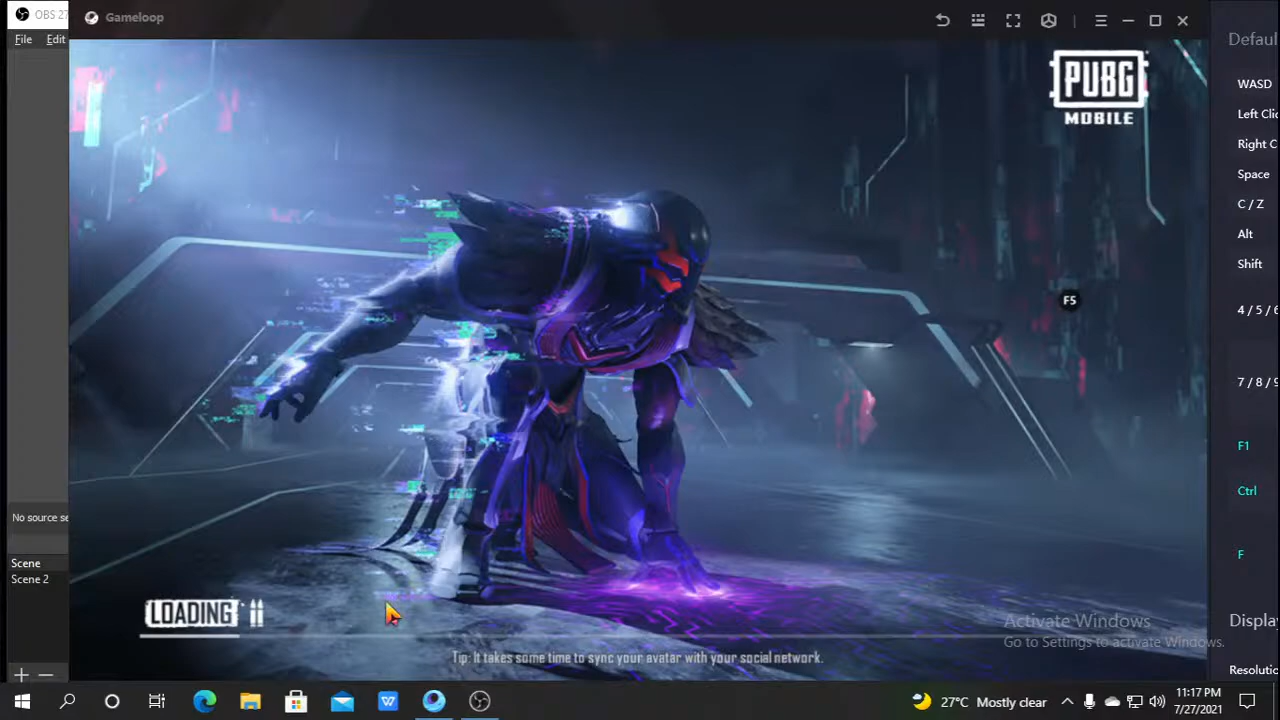 OBS 27
Gameloop
File Edit
PUBG
MOBILE
Defaul
WASD
Left Clic
Right C
Space
C / Z
Alt
Shift
F5
4/ 5 / 6
7 / 8 / 9
F1
Ctrl
F
No source se
Scene
Scene 2
LOADING
Activate Windows
Go to Settings to activate Windows.
Displa
Tip: It takes some time to sync your avatar with your social network.
Resolutio
27°C Mostly clear
11:17 PM
7/27/2021